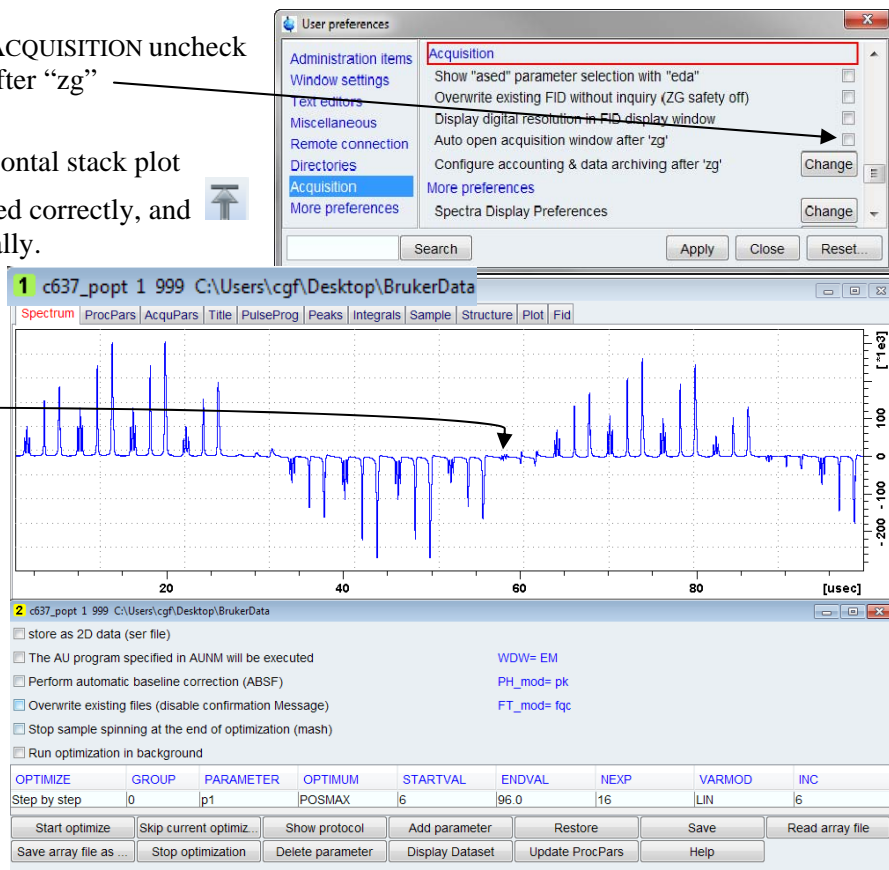 ACQUISITION uncheck
fter “zg”
ontal stack plot
ed correctly, and
ally.
User preferences
Administration items
Window settings
Text editors
Miscellaneous
Remote connection
Directories
Acquisition
More preferences
Acquisition
Show "ased" parameter selection with "eda"
Overwrite existing FID without inquiry (ZG safety off)
Display digital resolution in FID display window
Auto open acquisition window after 'zg'
Configure accounting & data archiving after 'zg' Change
More preferences
Spectra Display Preferences Change
Search Apply Close Reset...
1 c637_popt 1 999 C:\Users\cgf\Desktop\BrukerData
Spectrum ProcPars AcquPars Title PulseProg Peaks Integrals Sample Structure Plot Fid
[*1e3]
100
0
-100
-200
20 40 60 80 [usec]
2 c637_popt 1 999 C:\Users\cgf\Desktop\BrukerData
store as 2D data (ser file)
The AU program specified in AUNM will be executed WDW= EM
Perform automatic baseline correction (ABSF) PH_mod= pk
Overwrite existing files (disable confirmation Message) FT_mod= fqc
Stop sample spinning at the end of optimization (mash)
Run optimization in background
OPTIMIZE GROUP PARAMETER OPTIMUM STARTVAL ENDVAL NEXP VARMOD INC
Step by step 0 p1 POSMAX 6 96.0 16 LIN 6
Start optimize Skip current optimiz... Show protocol Add parameter Restore Save Read array file
Save array file as ... Stop optimization Delete parameter Display Dataset Update ProcPars Help